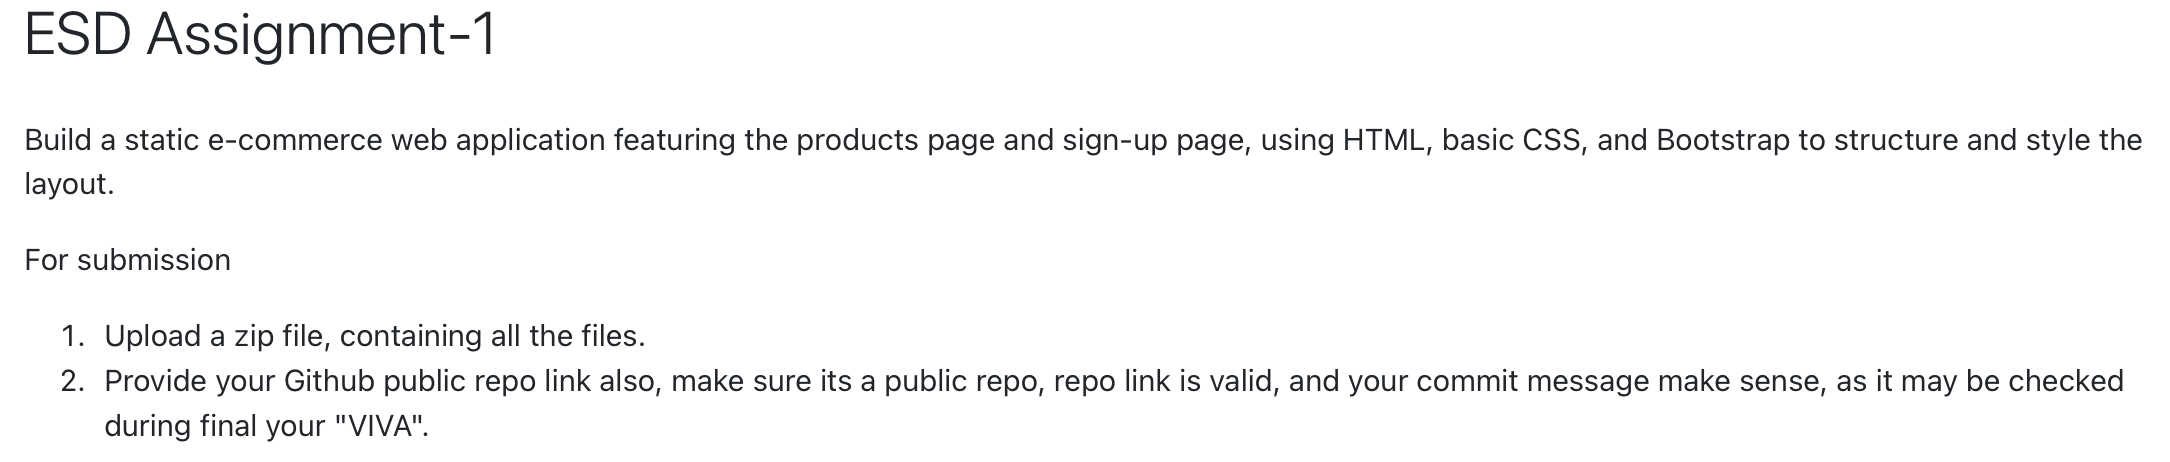 ESD Assignment-1
Build a static e-commerce web application featuring the products page and sign-up page, using HTML, basic CSS, and Bootstrap to structure and style the
layout.
For submission
1. Upload a zip file, containing all the files.
2. Provide your Github public repo link also, make sure its a public repo, repo link is valid, and your commit message make sense, as it may be checked
during final your "VIVA".